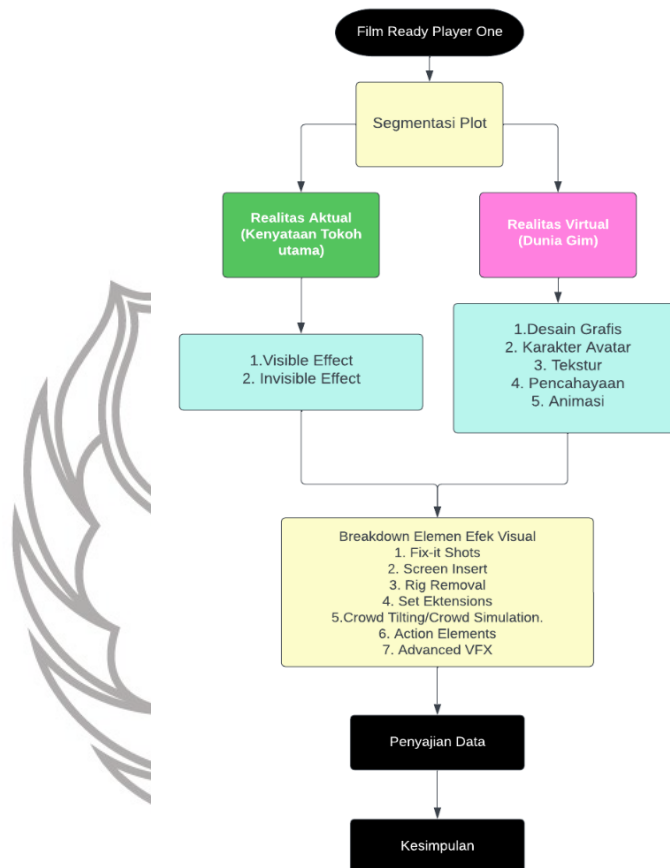 Film Ready Player One
Segmentasi Plot
Realitas Aktual
(Kenyataan Tokoh
utama)
Realitas Virtual
(Dunia Gim)
1.Visible Effect
2. Invisible Effect
1.Desain Grafis
2. Karakter Avatar
3. Tekstur
4. Pencahayaan
5. Animasi
Breakdown Elemen Efek Visual
1. Fix-it Shots
2. Screen Insert
3. Rig Removal
4. Set Ektensions
5.Crowd Tilting/Crowd Simulation.
6. Action Elements
7. Advanced VFX
Penyajian Data
Kesimpulan